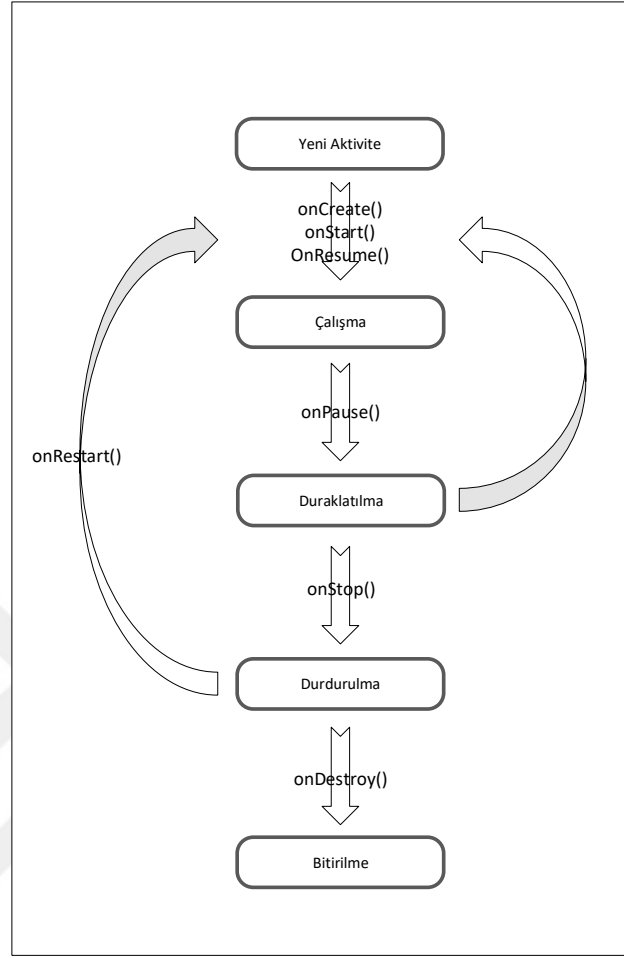 Yeni Aktivite
onCreate()
onStart()
OnResume()
Çalışma
onPause()
onRestart()
Duraklatılma
onStop()
Durdurulma
onDestroy()
Bitirilme